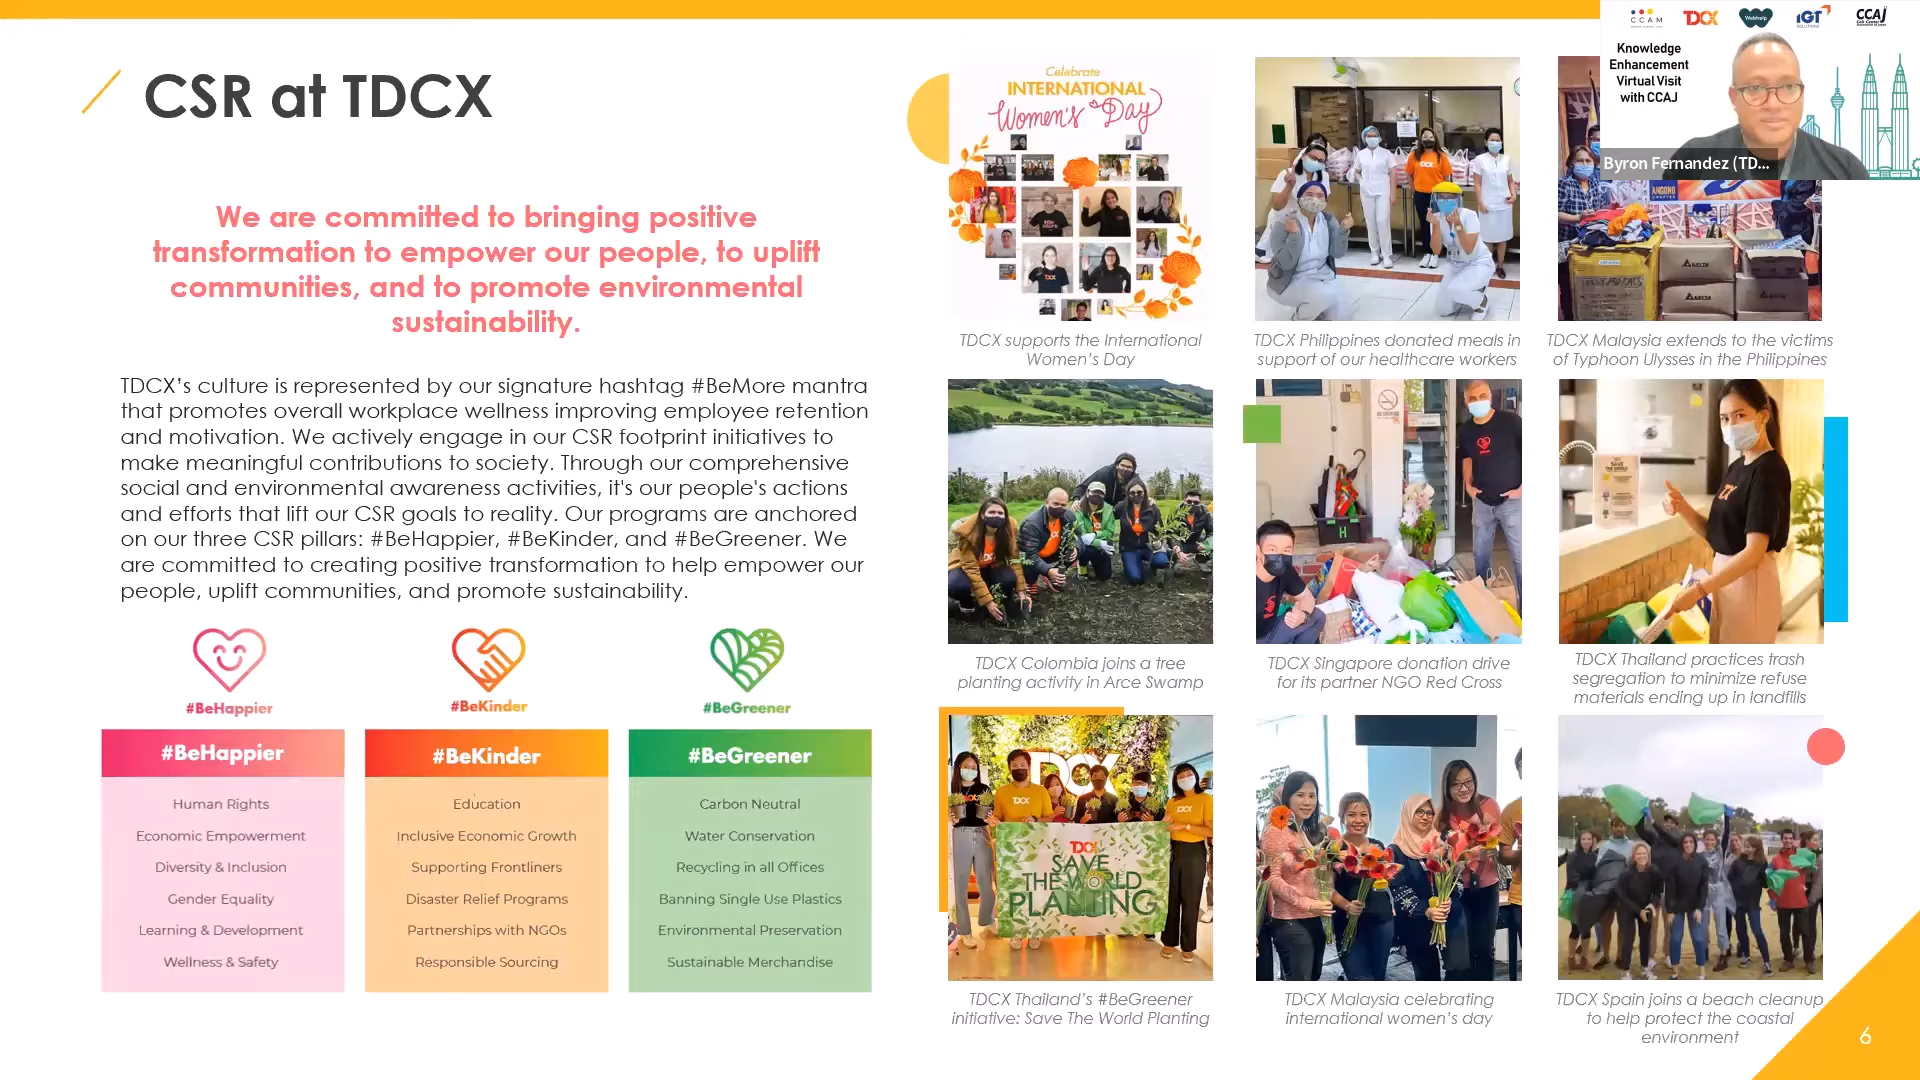 CSR at TDCX
We are committed to bringing positive
transformation to empower our people, to uplift
communities, and to promote environmental
sustainability.
TDCX's culture is represented by our signature hashtag #BeMore mantra
that promotes overall workplace wellness improving employee retention
and motivation. We actively engage in our CSR footprint initiatives to
make meaningful contributions to society. Through our comprehensive
social and environmental awareness activities, it's our people's actions
and efforts that lift our CSR goals to reality. Our programs are anchored
on our three CSR pillars: #BeHappier, #BeKinder, and #BeGreener. We
are committed to creating positive transformation to help empower our
people, uplift communities, and promote sustainability.
#BeHappier
#BeKinder
#BeGreener
#BeHappier
Human Rights
Economic Empowerment
Diversity & Inclusion
Gender Equality
Learning & Development
Wellness & Safety
#BeKinder
Education
Inclusive Economic Growth
Supporting Frontliners
Disaster Relief Programs
Partnerships with NGOs
Responsible Sourcing
#BeGreener
Carbon Neutral
Water Conservation
Recycling in all Offices
Banning Single Use Plastics
Environmental Preservation
Sustainable Merchandise
Celebrate
INTERNATIONAL
Women's Day
TDCX supports the International
Women's Day
TDCX Philippines donated meals in
support of our healthcare workers
ANGONO
CHAPTER
DELTA
DELTA
DELTA
TDCX Malaysia extends to the victims
of Typhoon Ulysses in the Philippines
TDCX Colombia joins a tree
planting activity in Arce Swamp
H
TDCX Singapore donation drive
for its partner NGO Red Cross
TDCX Thailand practices trash
segregation to minimize refuse
materials ending up in landfills
TDCX
TDCX
SAVE
THE WORLD
PLANTING
TDCX Thailand's #BeGreener
initiative: Save The World Planting
TDCX Malaysia celebrating
international women's day
TDCX Spain joins a beach cleanup
to help protect the coastal
environment
6
CCAM
TDCX
Webhelp
IGT
SOLUTIONS
CCAJ
Knowledge
Enhancement
Virtual Visit
with CCAJ
Byron Fernandez (TD...